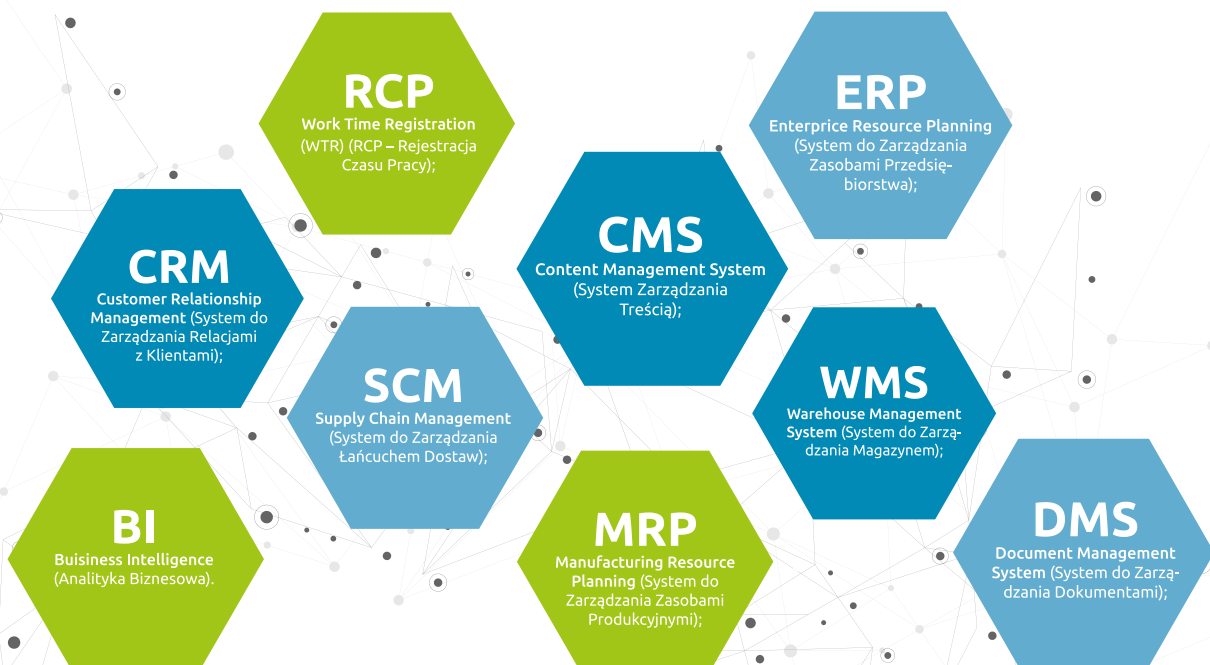 RCP
Work Time Registration
(WTR) (RCP – Rejestracja
Czasu Pracy);
ERP
Enterprice Resource Planning
(System do Zarządzania
Zasobami Przedsię-
biorstwa);
CRM
Customer Relationship
Management (System do
Zarządzania Relacjami
z Klientami);
CMS
Content Management System
(System Zarządzania
Treścią);
SCM
Supply Chain Management
(System do Zarządzania
Łańcuchem Dostaw);
WMS
Warehouse Management
System (System do Zarzą-
dzania Magazynem);
BI
Buisiness Intelligence
(Analityka Biznesowa).
MRP
Manufacturing Resource
Planning (System do
Zarządzania Zasobami
Produkcyjnymi);
DMS
Document Management
System (System do Zarzą-
dzania Dokumentami);